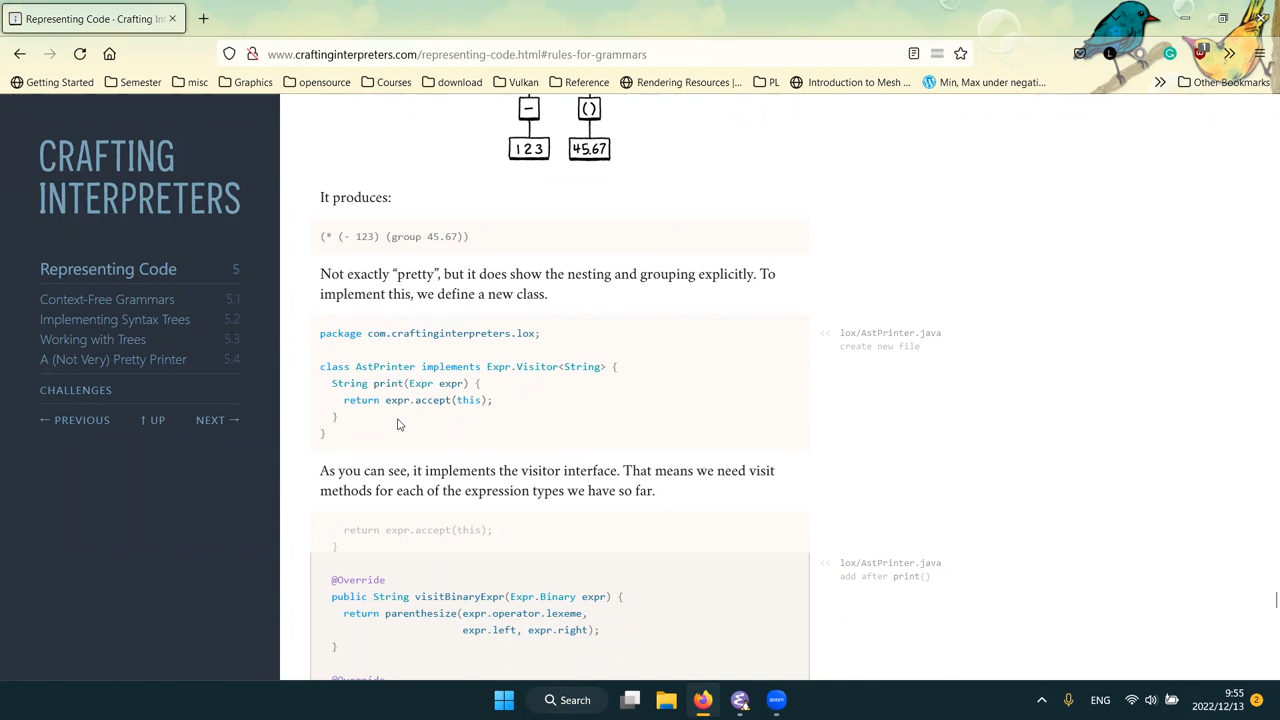 Representing Code · Crafting In
www.craftinginterpreters.com/representing-code.html#rules-for-grammars
Getting Started
Semester
misc
Graphics
opensource
Courses
download
Vulkan
Reference
Rendering Resources |...
PL
Introduction to Mesh ...
Min, Max under negati...
Other Bookmarks
CRAFTING
INTERPRETERS
Representing Code 5
Context-Free Grammars 5.1
Implementing Syntax Trees 5.2
Working with Trees 5.3
A (Not Very) Pretty Printer 5.4
CHALLENGES
← PREVIOUS ↑ UP NEXT →
- ()
123 45.67
It produces:
(* (- 123) (group 45.67))
Not exactly “pretty”, but it does show the nesting and grouping explicitly. To
implement this, we define a new class.
package com.craftinginterpreters.lox;
class AstPrinter implements Expr.Visitor<String> {
String print(Expr expr) {
return expr.accept(this);
}
}
<< lox/AstPrinter.java
create new file
As you can see, it implements the visitor interface. That means we need visit
methods for each of the expression types we have so far.
return expr.accept(this);
}
<< lox/AstPrinter.java
add after print()
@Override
public String visitBinaryExpr(Expr.Binary expr) {
return parenthesize(expr.operator.lexeme,
expr.left, expr.right);
}
@Override
Search
ENG
9:55
2022/12/13
2
zoom
1